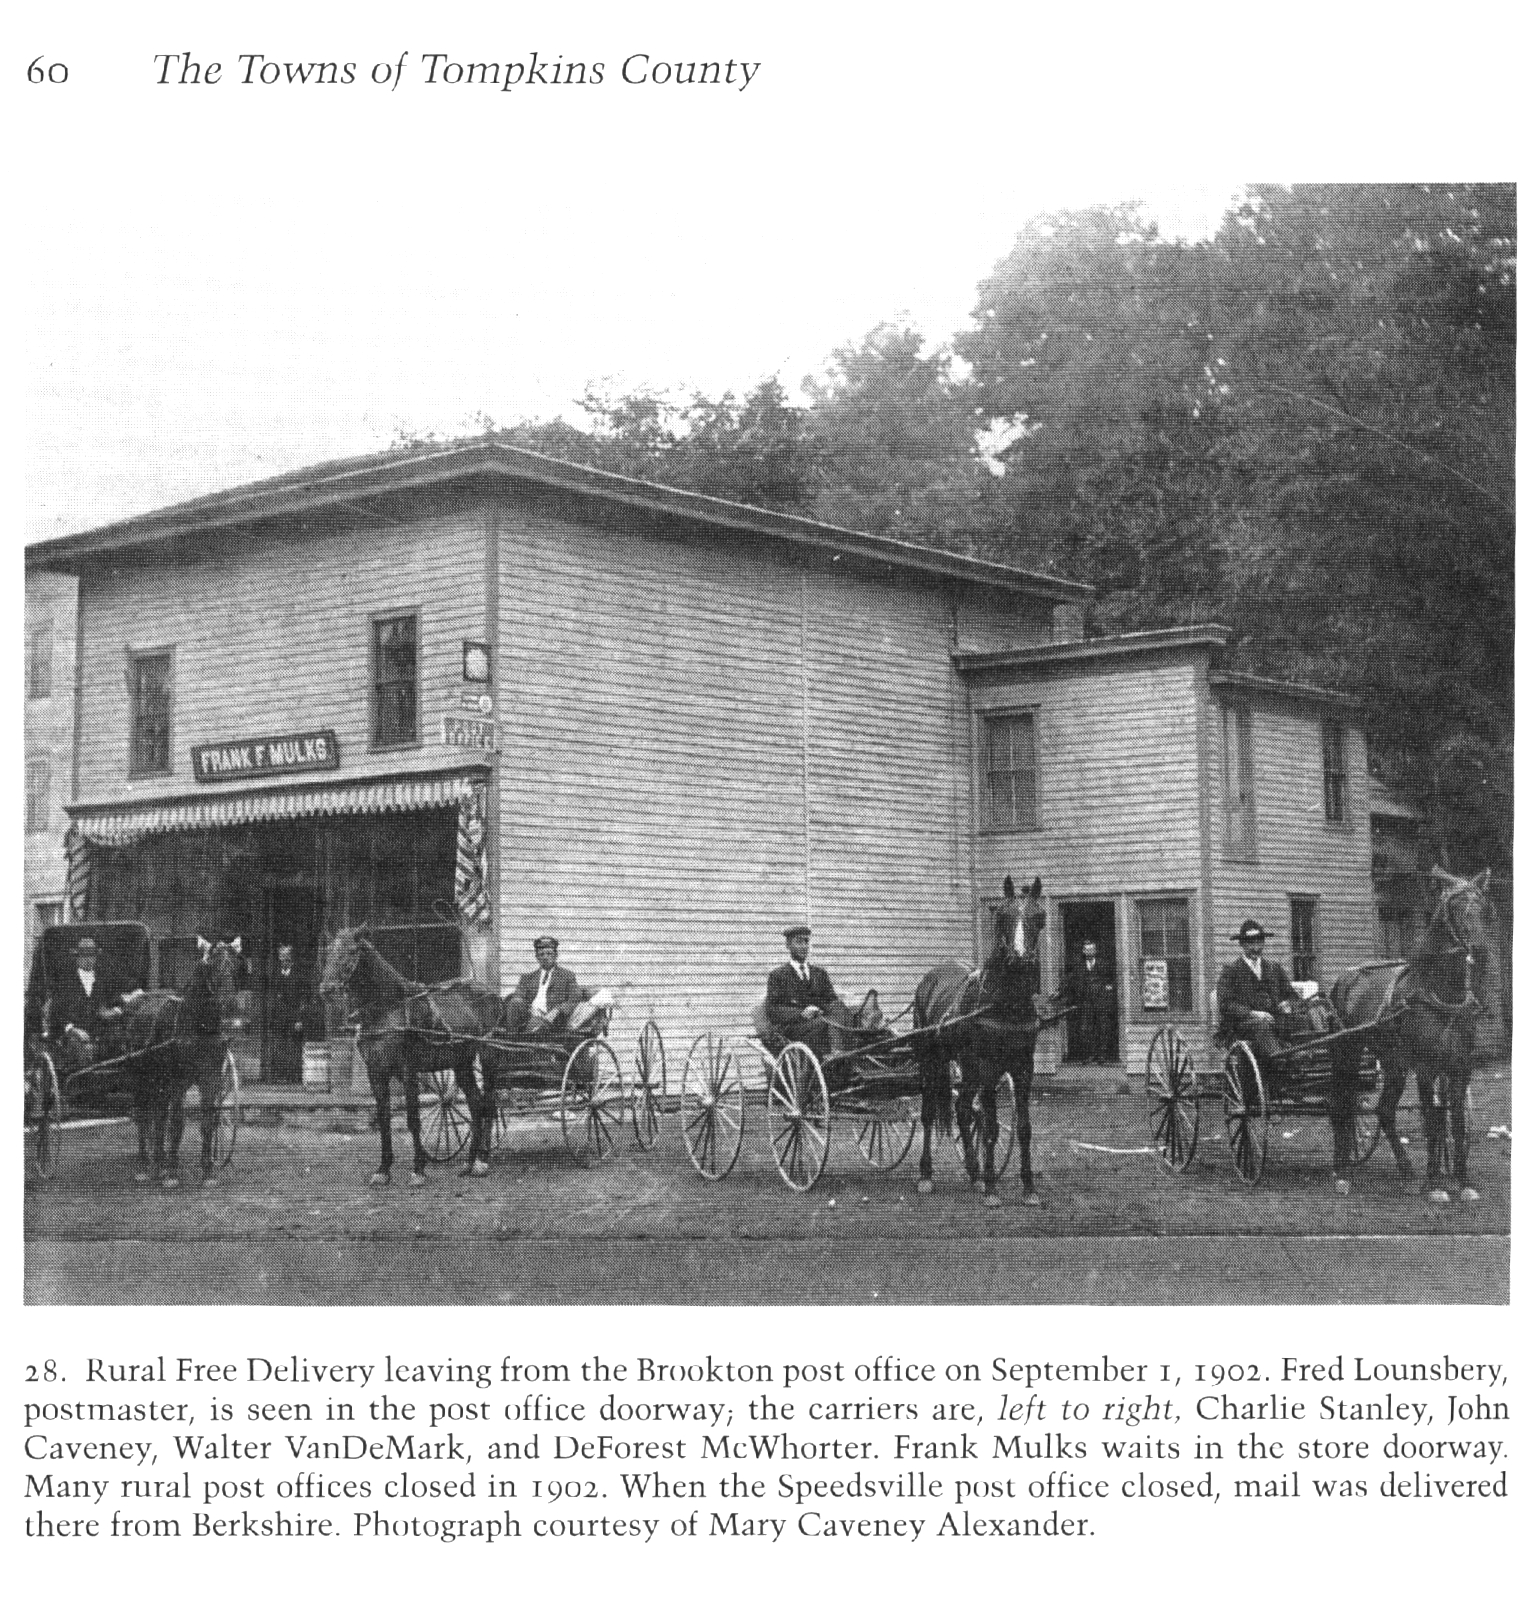 60 The Towns of Tompkins County
FRANK F MULKS
28. Rural Free Delivery leaving from the Brookton post office on September 1, 1902. Fred Lounsbery,
postmaster, is seen in the post office doorway; the carriers are, left to right, Charlie Stanley, John
Caveney, Walter VanDeMark, and DeForest McWhorter. Frank Mulks waits in the store doorway.
Many rural post offices closed in 1902. When the Speedsville post office closed, mail was delivered
there from Berkshire. Photograph courtesy of Mary Caveney Alexander.